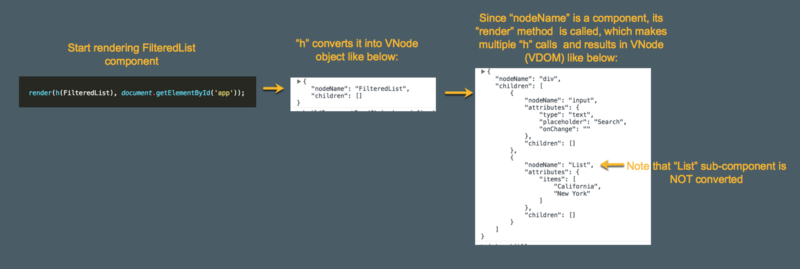 Start rendering FilteredList
component
render(h(FilteredList), document.getElementById('app'));
“h” converts it into VNode
object like below:
{
"nodeName": "FilteredList",
"children": []
}
Since “nodeName” is a component, its
“render” method is called, which makes
multiple “h” calls and results in VNode
(VDOM) like below:
{
"nodeName": "div",
"children": [
{
"nodeName": "input",
"attributes": {
"type": "text",
"placeholder": "Search",
"onChange": ""
},
"children": []
},
{
"nodeName": "List",
"attributes": {
"items": [
"California",
"New York"
]
},
"children": []
}
]
}
Note that “List” sub-component is
NOT converted